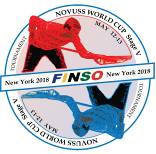 NOVUSS WORLD CUP Stage V
TOURNAMENT
MAY 12-13
New York 2018
FINSO
New York 2018
MAY 12-13
TOURNAMENT
NOVUSS WORLD CUP Stage V